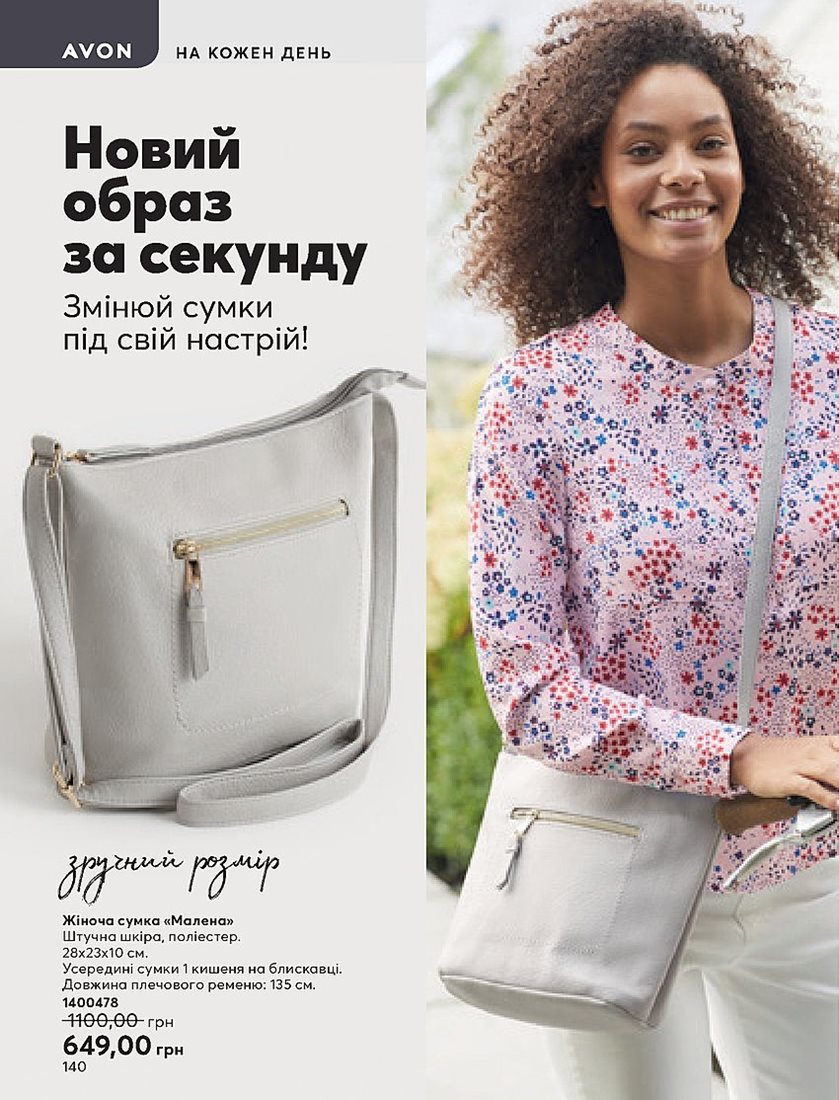 AVON
НА КОЖЕН ДЕНЬ
Новий
образ
за секунду
Змінюй сумки
під свій настрій!
зручний розмір
Жіноча сумка «Малена»
Штучна шкіра, поліестер.
28х23х10 см.
Усередині сумки 1 кишеня на блискавці.
Довжина плечового ременю: 135 см.
1400478
1100,00 грн
649,00 грн
140